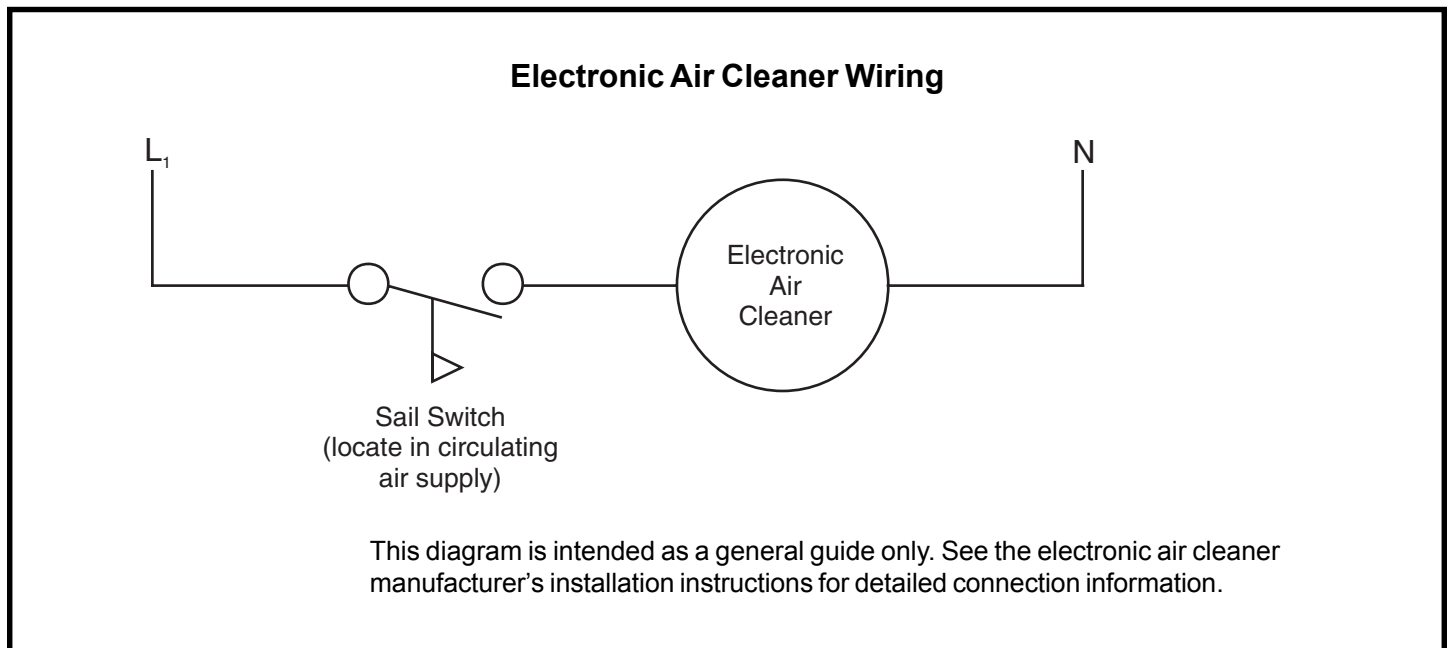 Electronic Air Cleaner Wiring
L₁
N
Electronic
Air
Cleaner
Sail Switch
(locate in circulating
air supply)
This diagram is intended as a general guide only. See the electronic air cleaner
manufacturer's installation instructions for detailed connection information.